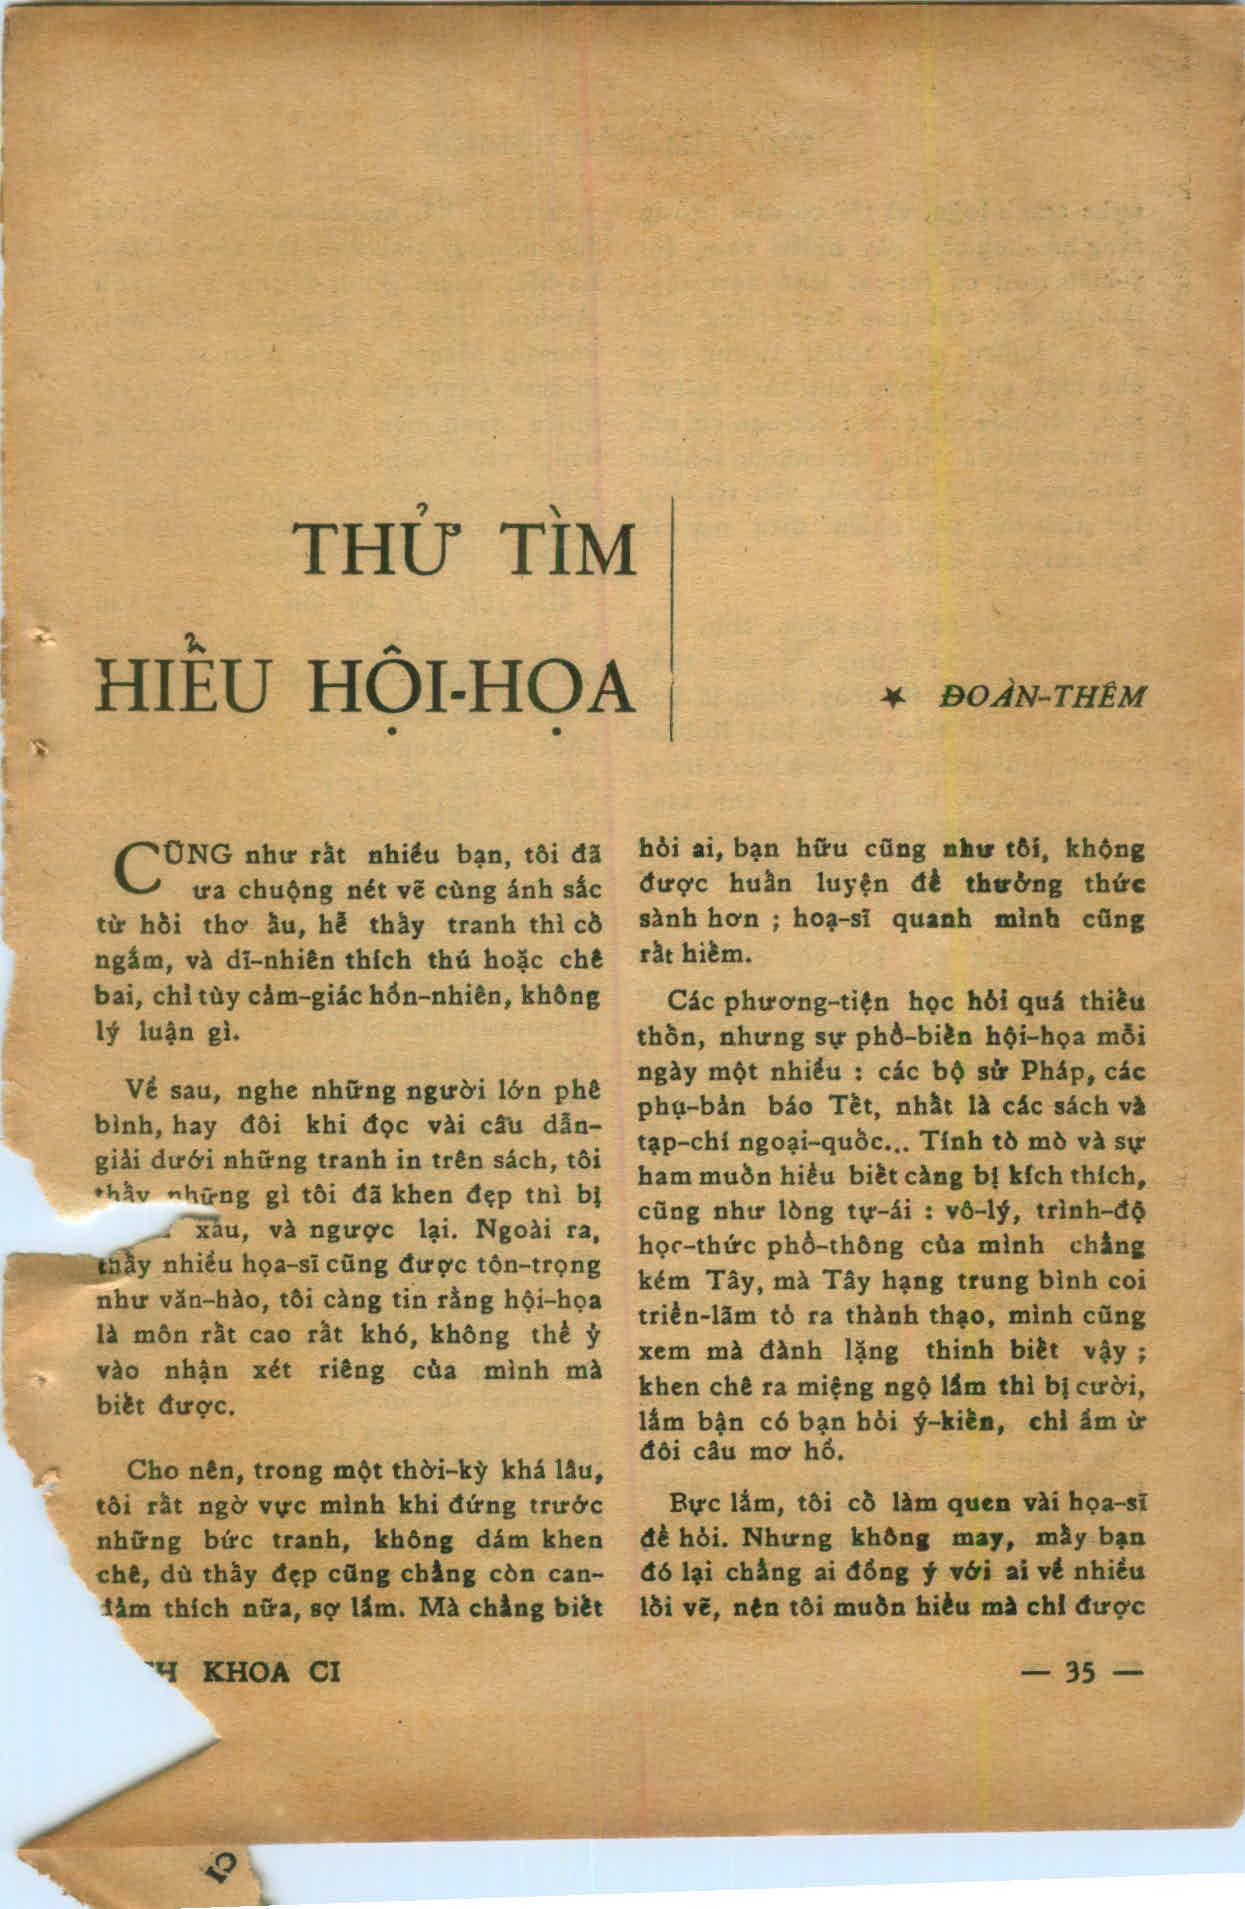 THỬ TÌM
HIỂU HỘI-HỌA
★ ĐOÀN-THÊM
CŨNG như rất nhiều bạn, tôi đã
ưa chuộng nét vẽ cùng ánh sắc
từ hồi thơ ấu, hễ thấy tranh thì cố
ngắm, và dĩ-nhiên thích thú hoặc chê
bai, chỉ tùy cảm-giác hồn-nhiên, không
lý luận gì.
Về sau, nghe những người lớn phê
bình, hay đôi khi đọc vài câu dẫn-
giải dưới những tranh in trên sách, tôi
thấy những gì tôi đã khen đẹp thì bị
xấu, và ngược lại. Ngoài ra,
thấy nhiều họa-sĩ cũng được tôn-trọng
như văn-hào, tôi càng tin rằng hội-họa
là môn rất cao rất khó, không thể ỷ
vào nhận xét riêng của mình mà
biết được.
Cho nên, trong một thời-kỳ khá lâu,
tôi rất ngờ vực mình khi đứng trước
những bức tranh, không dám khen
chê, dù thấy đẹp cũng chẳng còn can-
đảm thích nữa, sợ lắm. Mà chẳng biết
hỏi ai, bạn hữu cũng như tôi, không
được huấn luyện để thưởng thức
sành hơn ; hoạ-sĩ quanh mình cũng
rất hiếm.
Các phương-tiện học hỏi quá thiếu
thốn, nhưng sự phổ-biến hội-họa mỗi
ngày một nhiều : các bộ sử Pháp, các
phụ-bản báo Tết, nhất là các sách và
tạp-chí ngoại-quốc... Tính tò mò và sự
ham muốn hiểu biết càng bị kích thích,
cũng như lòng tự-ái : vô-lý, trình-độ
học-thức phổ-thông của mình chẳng
kém Tây, mà Tây hạng trung bình coi
triển-lãm tỏ ra thành thạo, mình cũng
xem mà đành lặng thinh biết vậy ;
khen chê ra miệng ngộ lầm thì bị cười,
lắm bận có bạn hỏi ý-kiến, chỉ ấm ừ
đôi câu mơ hồ.
Bực lắm, tôi cố làm quen vài họa-sĩ
để hỏi. Nhưng không may, mấy bạn
đó lại chẳng ai đồng ý với ai về nhiều
lối vẽ, nên tôi muốn hiểu mà chỉ được
KHOA CI
— 35 —